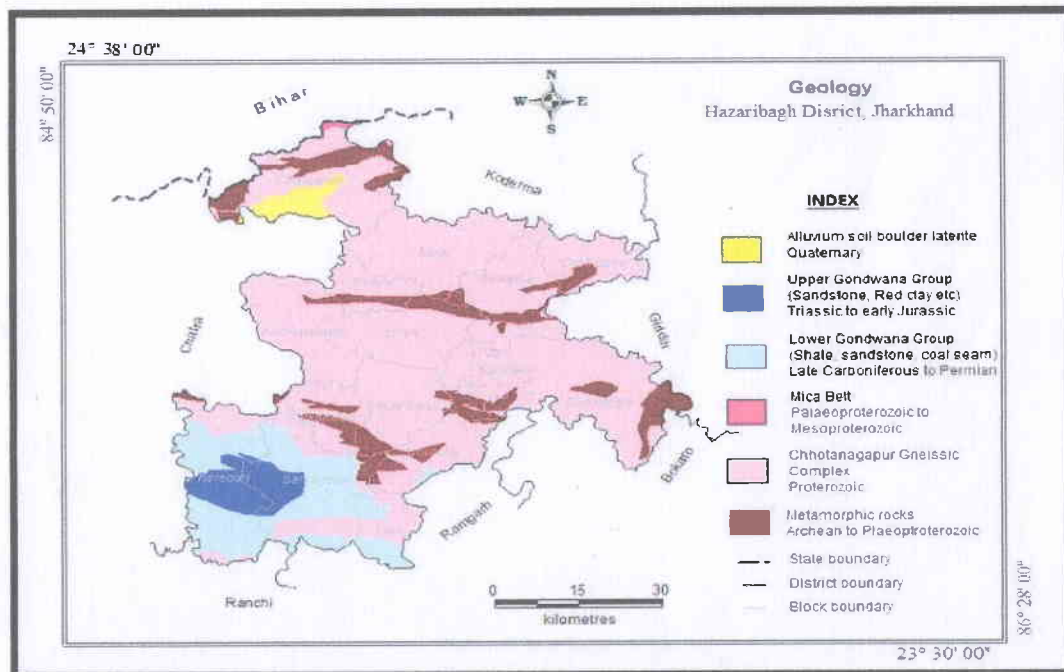 24° 38' 00"
84° 50' 00"
Bihar
N
W E
S
Geology
Hazaribagh Disrict, Jharkhand
Koderma
INDEX
Alluvium soil boulder latente
Quaternary
Upper Gondwana Group
(Sandstone, Red clay etc)
Triassic to early Jurassic
Chatra
Giridih
Lower Gondwana Group
(Shale, sandstone, coal seam)
Late Carboniferous to Permian
Mica Belt
Palaeoproterozoic to
Mesoproterozoic
Chhotanagapur Gneissic
Complex
Proterozoic
Bokaro
Ramgarh
Metamorphic rocks
Archean to Plaeoptroterozoic
State boundary
District boundary
Block boundary
Ranchi
0 15 30
kilometres
86° 28' 00"
23° 30' 00"